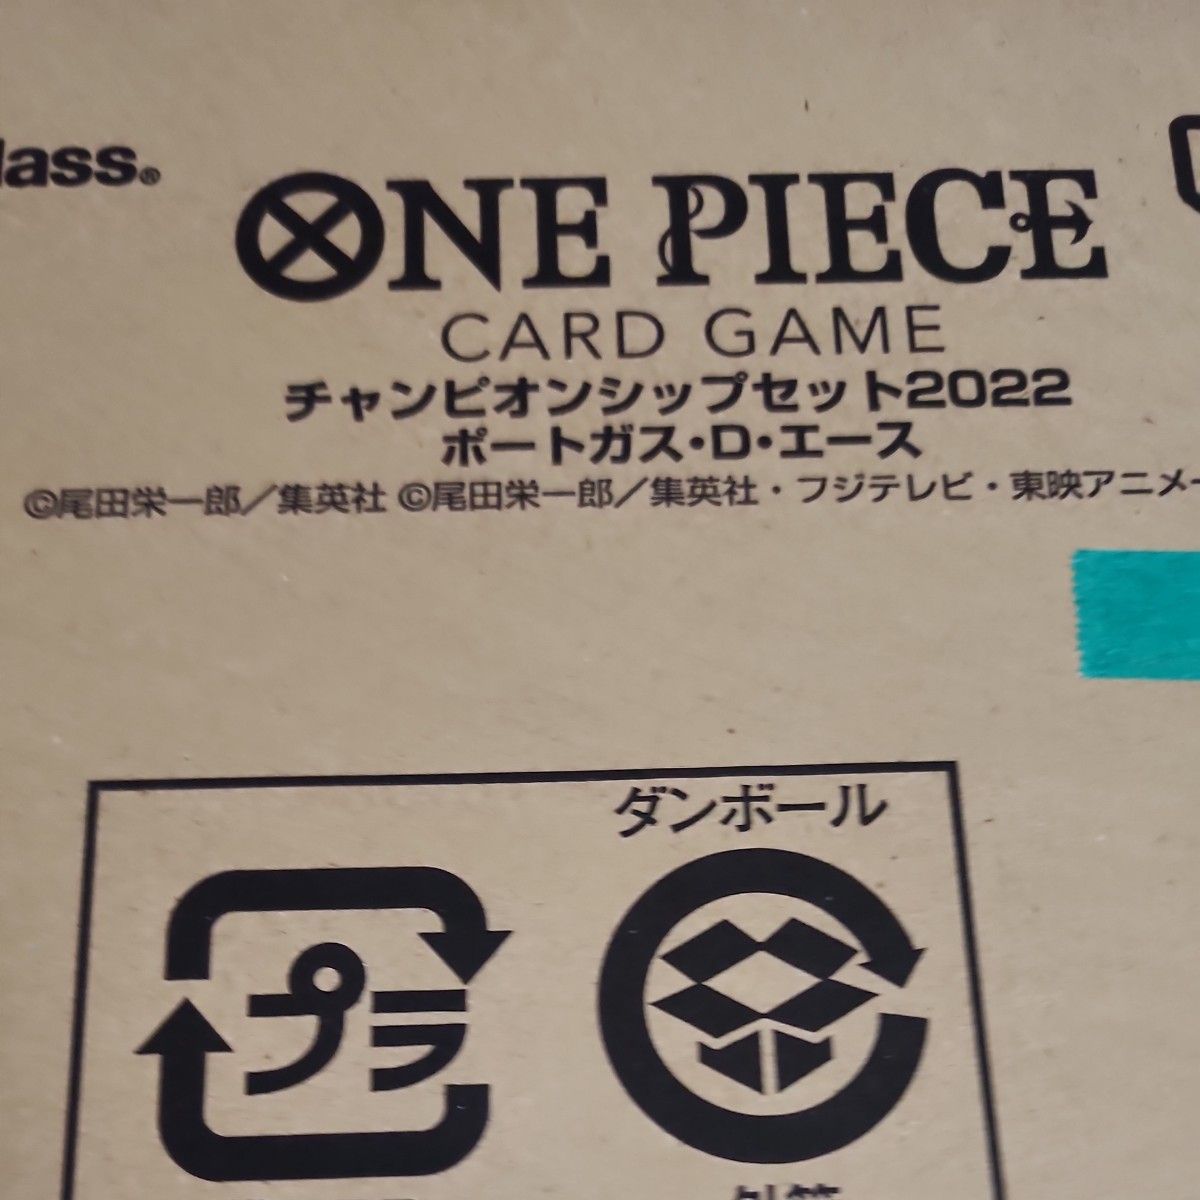 lass®
ONE PIECE
CARD GAME
チャンピオンシップセット2022
ポートガス・D・エース
©尾田栄一郎／集英社 ©尾田栄一郎／集英社・フジテレビ・東映アニメー
ダンボール
プラ